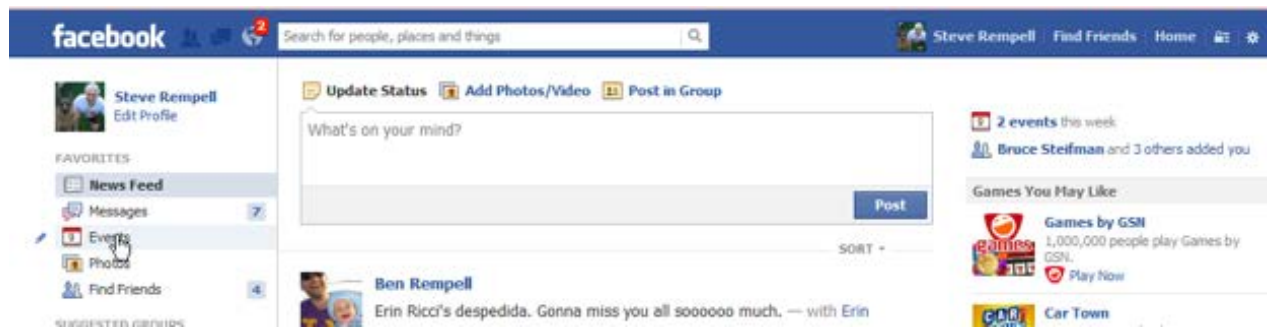 facebook
2
Search for people, places and things
Steve Rempell Find Friends Home
Steve Rempell
Edit Profile
FAVORITES
News Feed
Messages 7
9 Events
Photos
Find Friends 4
SUGGESTED GROUPS
Update Status Add Photos/Video Post in Group
What's on your mind?
Post
SORT
Ben Rempell
Erin Ricci's despedida. Gonna miss you all soooooo much. — with Erin
9 2 events this week
Bruce Steifman and 3 others added you
Games You May Like
games
Games by GSN
1,000,000 people play Games by
GSN.
Play Now
CAR
Car Town